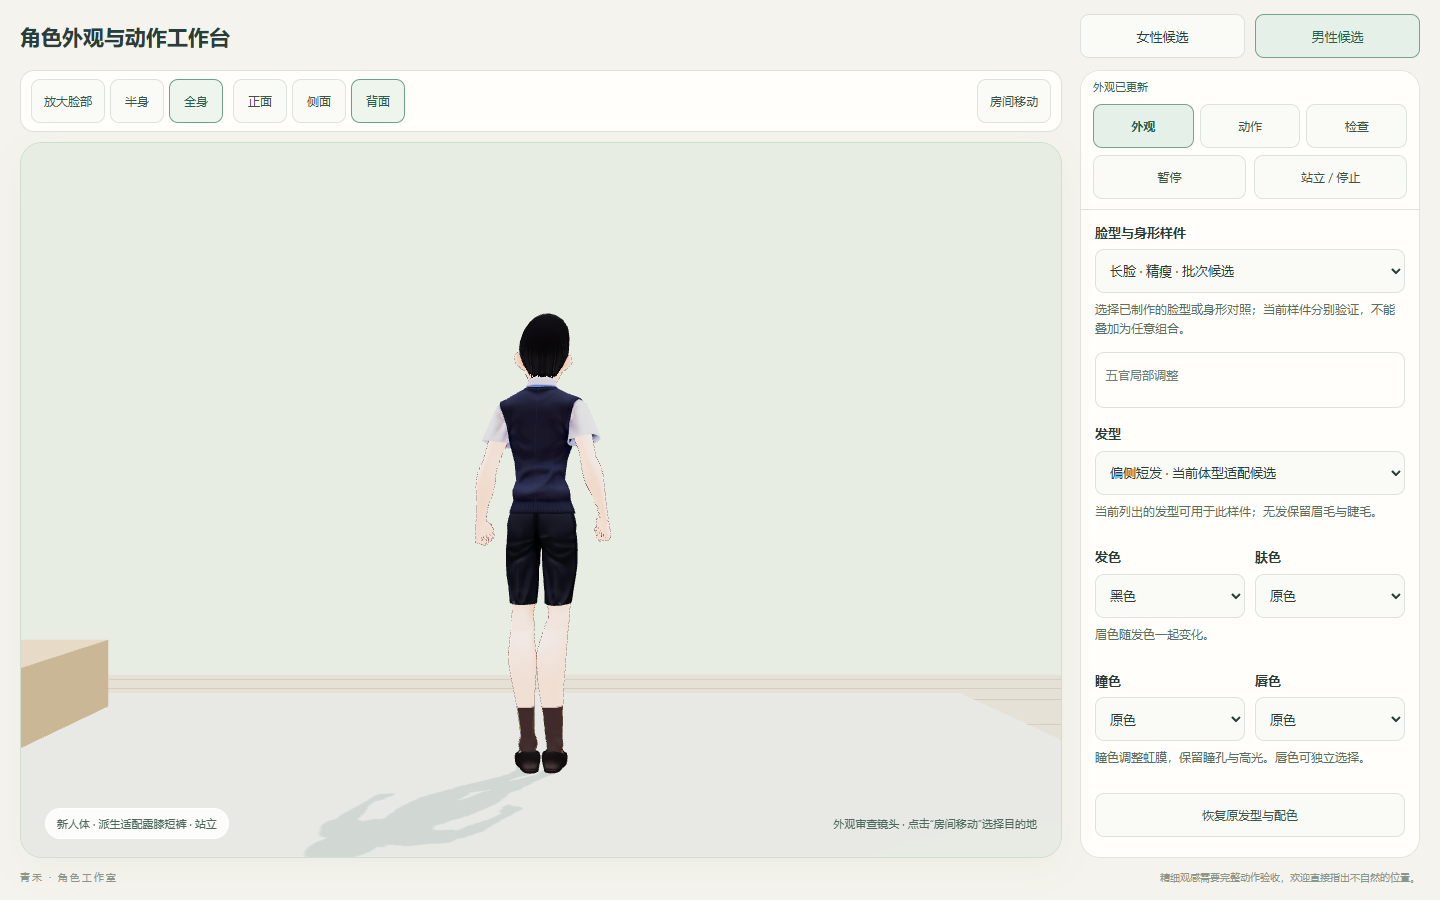 角色外观与动作工作台
女性候选
男性候选
放大脸部
半身
全身
正面
侧面
背面
房间移动
外观已更新
外观
动作
检查
暂停
站立 / 停止
脸型与身形样件
长脸 · 精瘦 · 批次候选
选择已制作的脸型或身形对照；当前样件分别验证，不能
叠加为任意组合。
五官局部调整
发型
偏侧短发 · 当前体型适配候选
当前列出的发型可用于此样件；无发保留眉毛与睫毛。
发色
肤色
黑色
原色
眉色随发色一起变化。
瞳色
唇色
原色
原色
瞳色调整虹膜，保留瞳孔与高光。唇色可独立选择。
恢复原发型与配色
新人体 · 派生适配露膝短裤 · 站立
外观审查镜头 · 点击“房间移动”选择目的地
青禾 · 角色工作室
精细观感需要完整动作验收，欢迎直接指出不自然的位置。